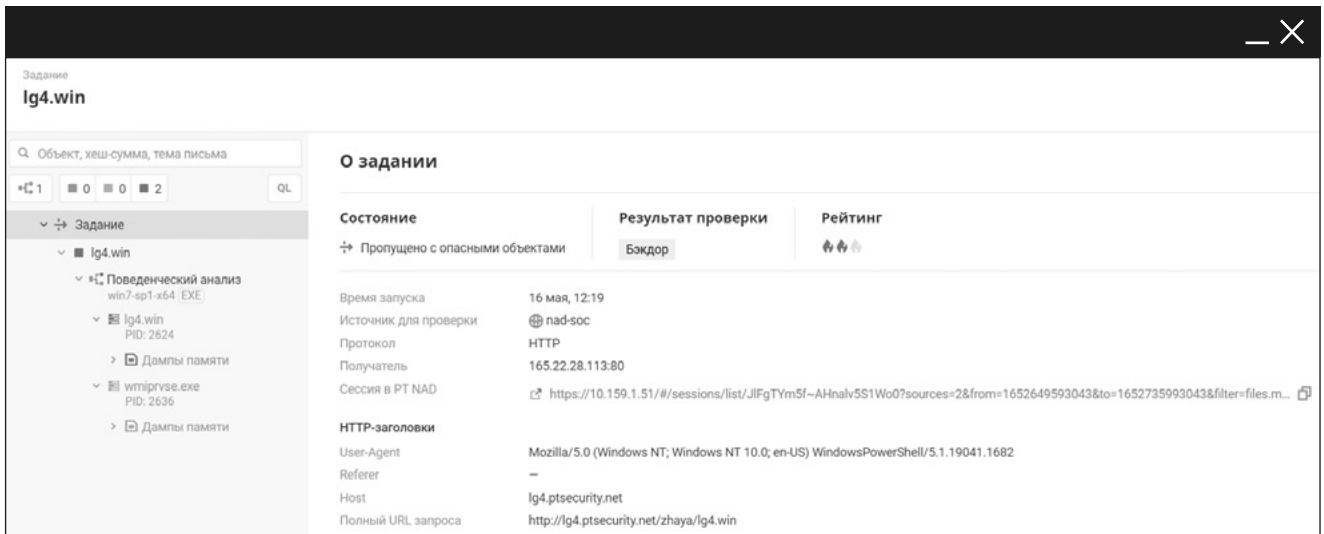 Задание
lg4.win
Объект, хеш-сумма, тема письма
1 0 0 2 QL
Задание
lg4.win
Поведенческий анализ
win7-sp1-x64 EXE
lg4.win
PID: 2624
Дампы памяти
wmiprvse.exe
PID: 2636
Дампы памяти
О задании
Состояние Результат проверки Рейтинг
Пропущено с опасными объектами Бэкдор
Время запуска 16 мая, 12:19
Источник для проверки nad-soc
Протокол HTTP
Получатель 165.22.28.113:80
Сессия в PT NAD https://10.159.1.51/#/sessions/list/JlFgTYm5f~AHnalv5S1Wo0?sources=2&from=1652649593043&to=1652735993043&filter=files.m...
HTTP-заголовки
User-Agent Mozilla/5.0 (Windows NT; Windows NT 10.0; en-US) WindowsPowerShell/5.1.19041.1682
Referer —
Host lg4.ptsecurity.net
Полный URL запроса http://lg4.ptsecurity.net/zhaya/lg4.win